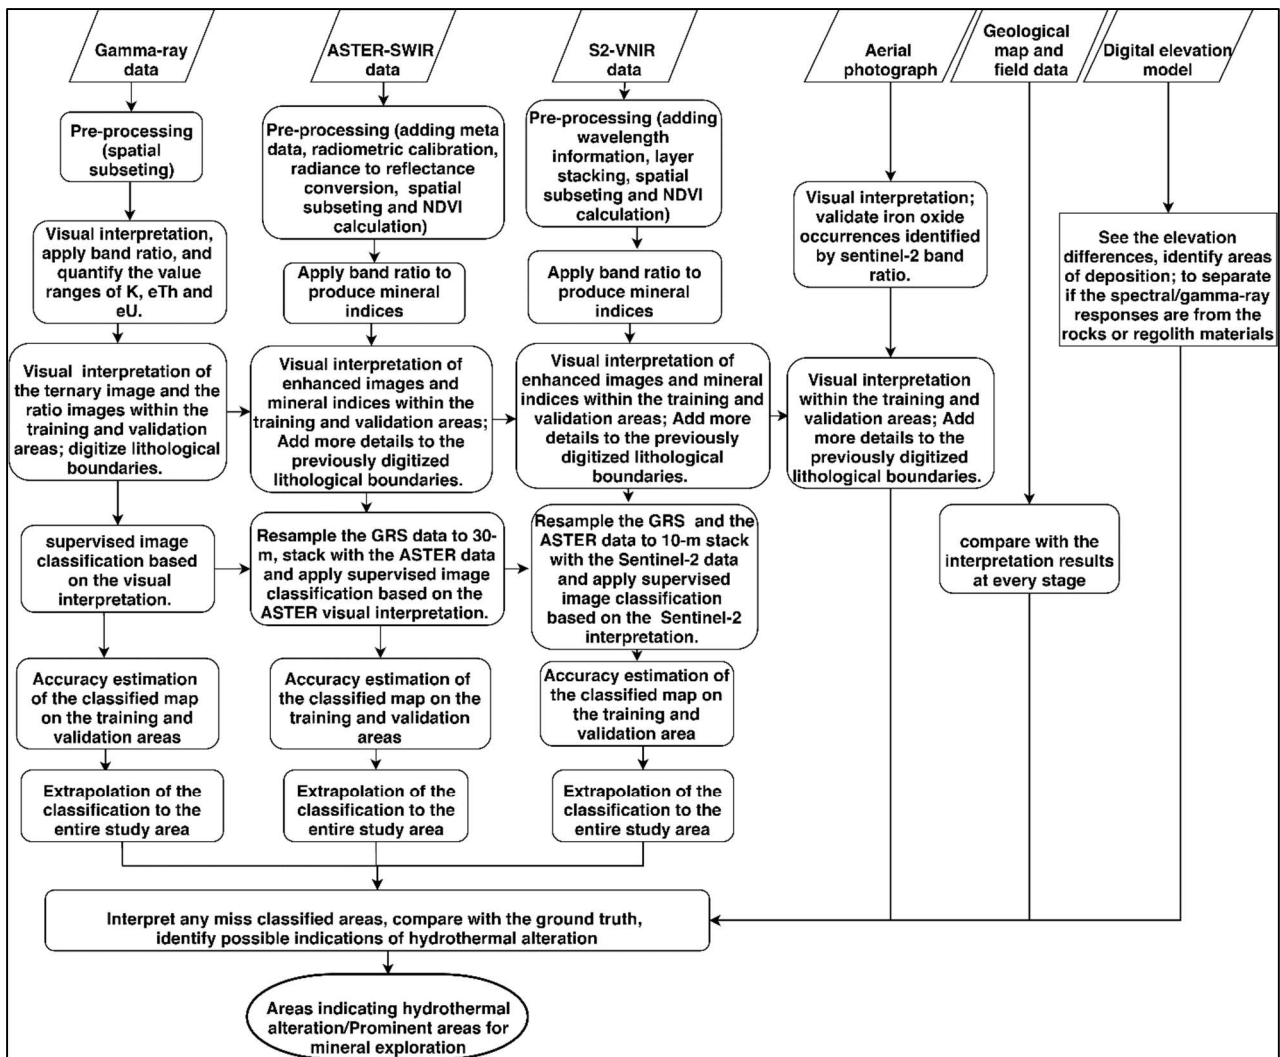 Gamma-ray
data
ASTER-SWIR
data
S2-VNIR
data
Aerial
photograph
Geological
map and
field data
Digital elevation
model
Pre-processing
(spatial
subseting)
Pre-processing (adding meta
data, radiometric calibration,
radiance to reflectance
conversion, spatial
subseting and NDVI
calculation)
Pre-processing (adding
wavelength
information, layer
stacking, spatial
subseting and NDVI
calculation)
Visual interpretation;
validate iron oxide
occurrences identified
by sentinel-2 band
ratio.
See the elevation
differences, identify areas
of deposition; to separate
if the spectral/gamma-ray
responses are from the
rocks or regolith materials
Visual interpretation,
apply band ratio, and
quantify the value
ranges of K, eTh and
eU.
Apply band ratio to
produce mineral
indices
Apply band ratio to
produce mineral
indices
Visual interpretation of
the ternary image and the
ratio images within the
training and validation
areas; digitize lithological
boundaries.
Visual interpretation of
enhanced images and
mineral indices within the
training and validation areas;
Add more details to the
previously digitized
lithological boundaries.
Visual interpretation of
enhanced images and mineral
indices within the training and
validation areas; Add more
details to the previously
digitized lithological
boundaries.
Visual interpretation
within the training and
validation areas; Add
more details to the
previously digitized
lithological boundaries.
supervised image
classification based
on the visual
interpretation.
Resample the GRS data to 30-
m, stack with the ASTER data
and apply supervised image
classification based on the
ASTER visual interpretation.
Resample the GRS and the
ASTER data to 10-m stack
with the Sentinel-2 data
and apply supervised
image classification
based on the Sentinel-2
interpretation.
compare with the
interpretation results
at every stage
Accuracy estimation
of the classified map
on the training and
validation areas
Accuracy estimation of
the classified map on the
training and validation
areas
Accuracy estimation
of the classified map on
the training and
validation area
Extrapolation of the
classification to the
entire study area
Extrapolation of the
classification to the
entire study area
Extrapolation of the
classification to the
entire study area
Interpret any miss classified areas, compare with the ground truth,
identify possible indications of hydrothermal alteration
Areas indicating hydrothermal
alteration/Prominent areas for
mineral exploration